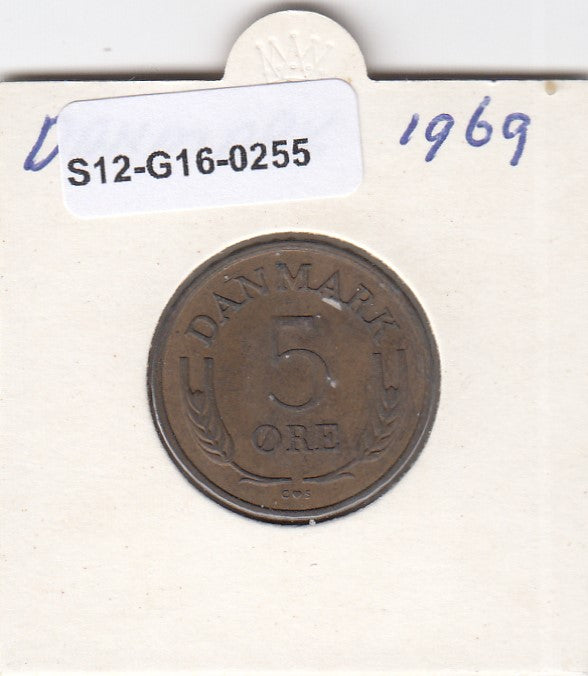 1969
S12-G16-0255
DANMARK
5
ØRE
C♥S